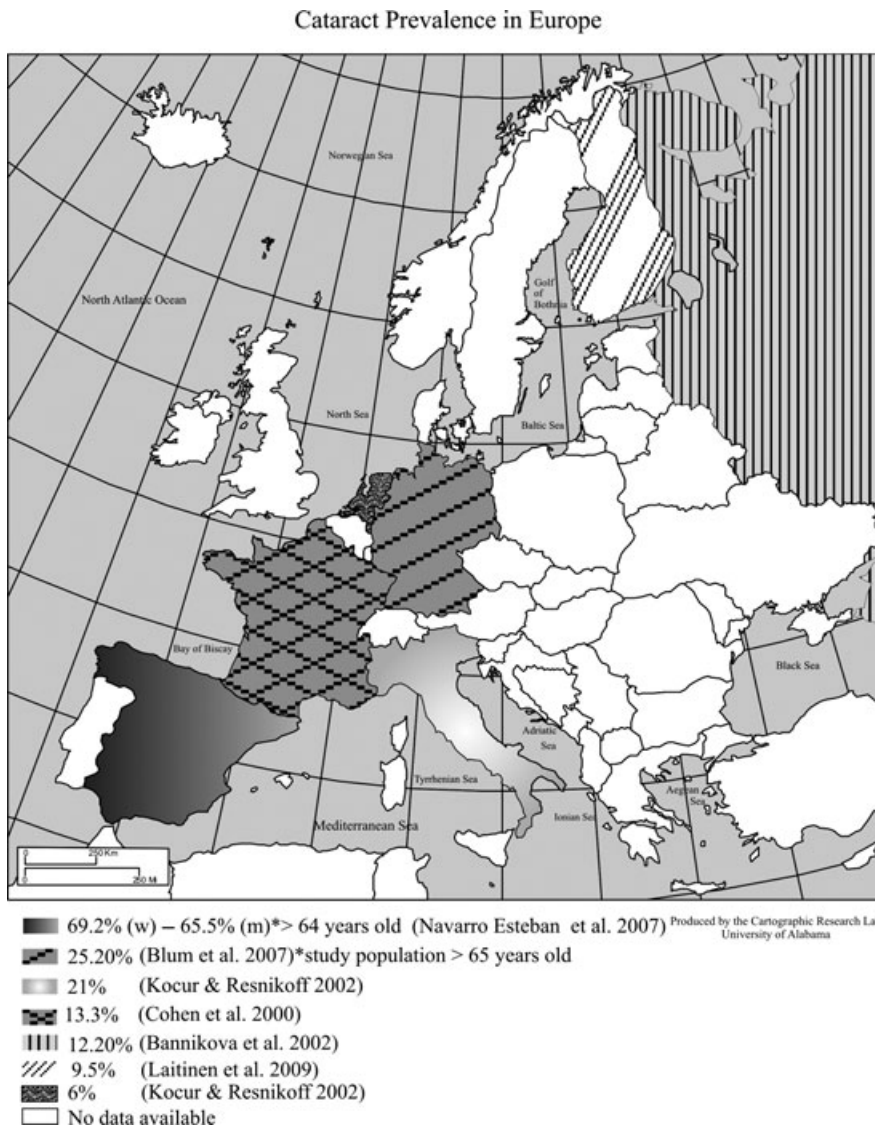 Cataract Prevalence in Europe
Norwegian Sea
North Atlantic Ocean
Golf
of
Bothnia
North Sea
Baltic Sea
Bay of Biscay
Black Sea
Adriatic
Sea
Tyrrhenian Sea
Aegean
Sea
Ionian Sea
Mediterranean Sea
0 250 Km
0 250 Mi
69.2% (w) – 65.5% (m)*> 64 years old (Navarro Esteban et al. 2007)
Produced by the Cartographic Research La
University of Alabama
25.20% (Blum et al. 2007)*study population > 65 years old
21% (Kocur & Resnikoff 2002)
13.3% (Cohen et al. 2000)
12.20% (Bannikova et al. 2002)
9.5% (Laitinen et al. 2009)
6% (Kocur & Resnikoff 2002)
No data available